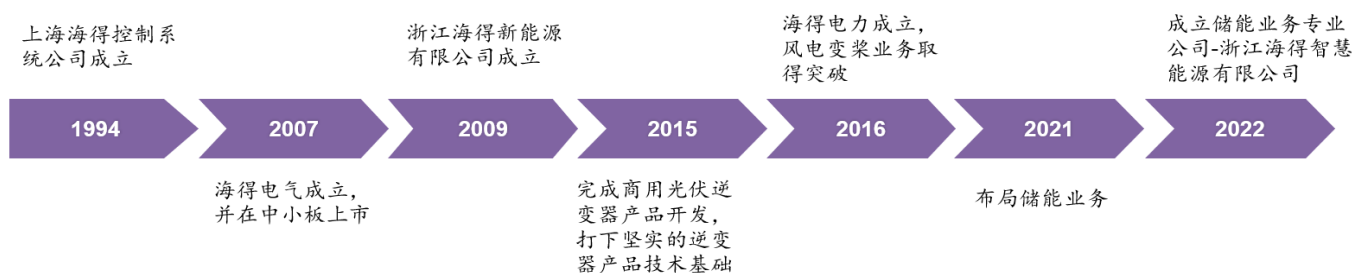 上海海得控制系
统公司成立
浙江海得新能源
有限公司成立
海得电力成立，
风电变桨业务取
得突破
成立储能业务专业
公司-浙江海得智慧
能源有限公司
1994
2007
2009
2015
2016
2021
2022
海得电气成立，
并在中小板上市
完成商用光伏逆
变器产品开发，
打下坚实的逆变
器产品技术基础
布局储能业务